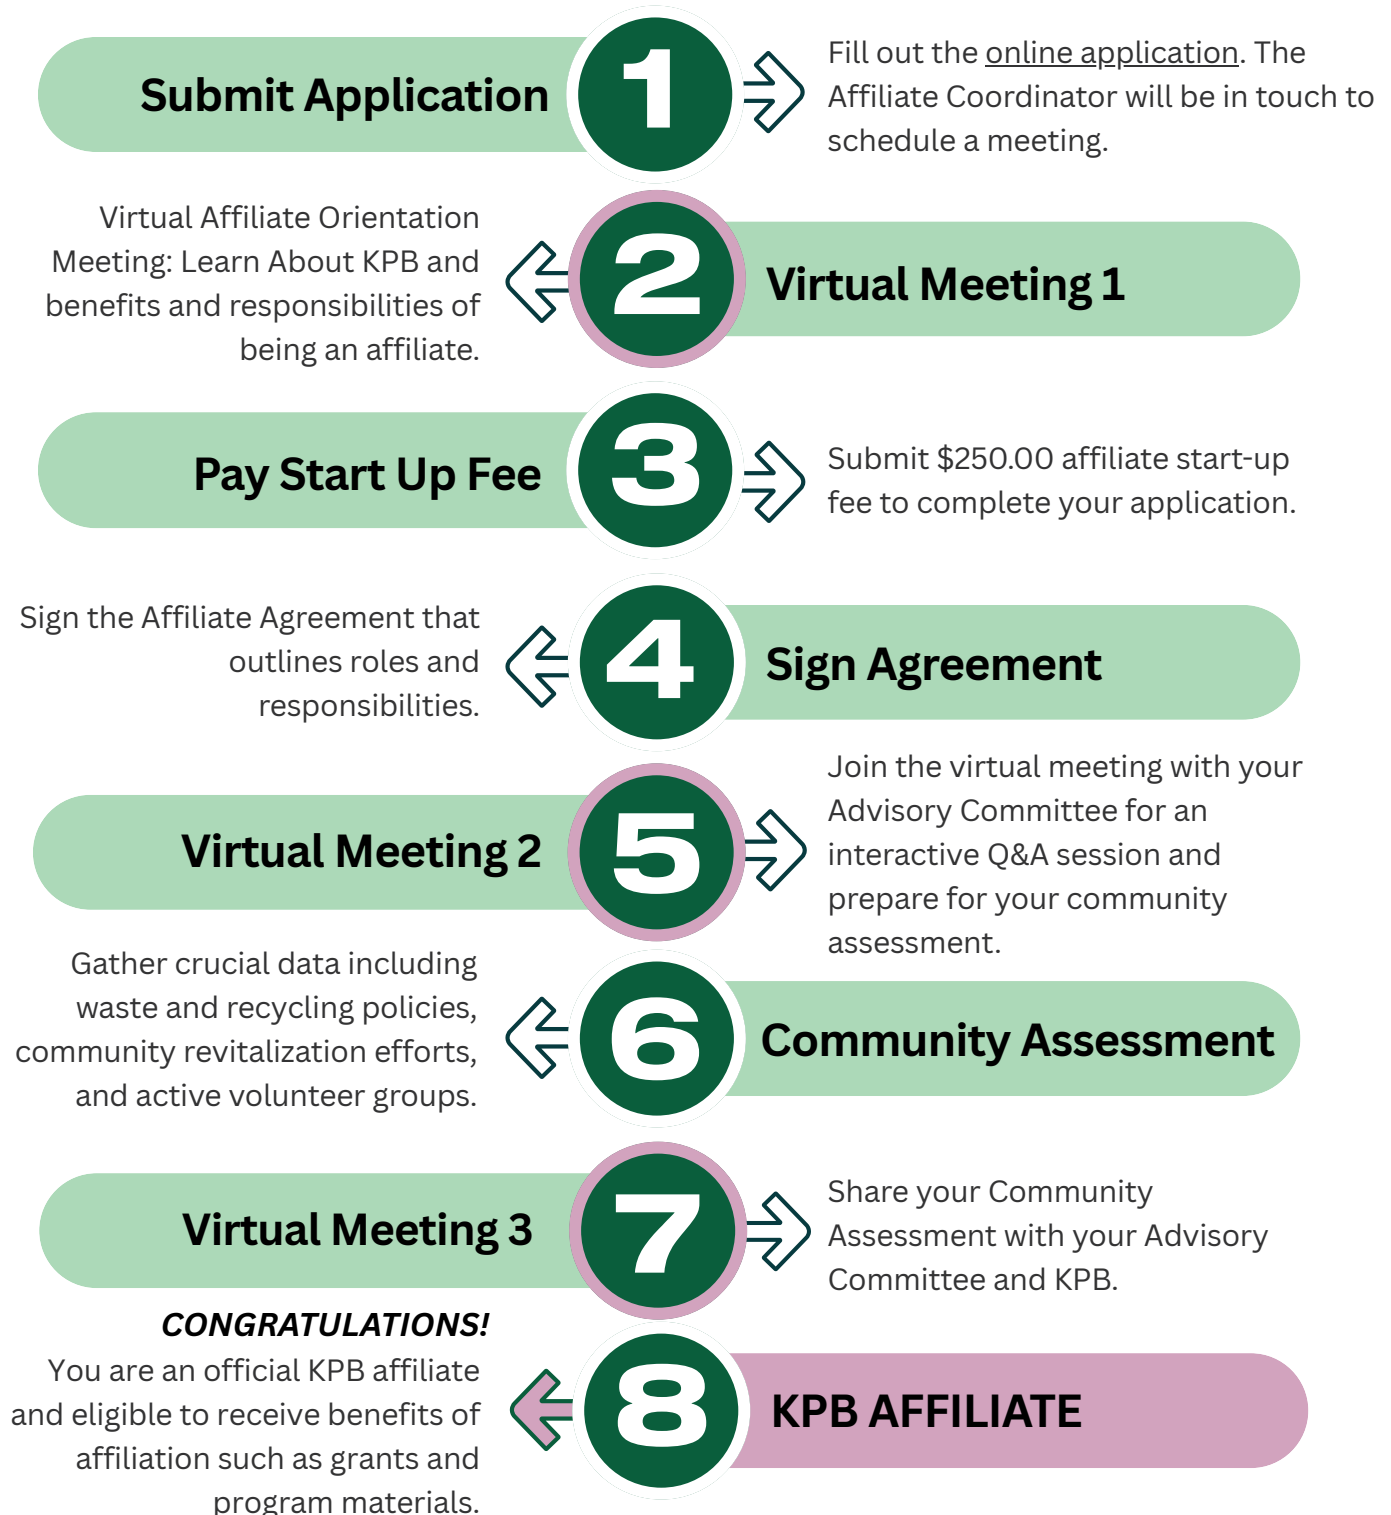 Submit Application
1
Fill out the online application. The
Affiliate Coordinator will be in touch to
schedule a meeting.
Virtual Affiliate Orientation
Meeting: Learn About KPB and
benefits and responsibilities of
being an affiliate.
2
Virtual Meeting 1
Pay Start Up Fee
3
Submit $250.00 affiliate start-up
fee to complete your application.
Sign the Affiliate Agreement that
outlines roles and
responsibilities.
4
Sign Agreement
Virtual Meeting 2
5
Join the virtual meeting with your
Advisory Committee for an
interactive Q&A session and
prepare for your community
assessment.
Gather crucial data including
waste and recycling policies,
community revitalization efforts,
and active volunteer groups.
6
Community Assessment
Virtual Meeting 3
7
Share your Community
Assessment with your Advisory
Committee and KPB.
CONGRATULATIONS!
You are an official KPB affiliate
and eligible to receive benefits of
affiliation such as grants and
program materials.
8
KPB AFFILIATE